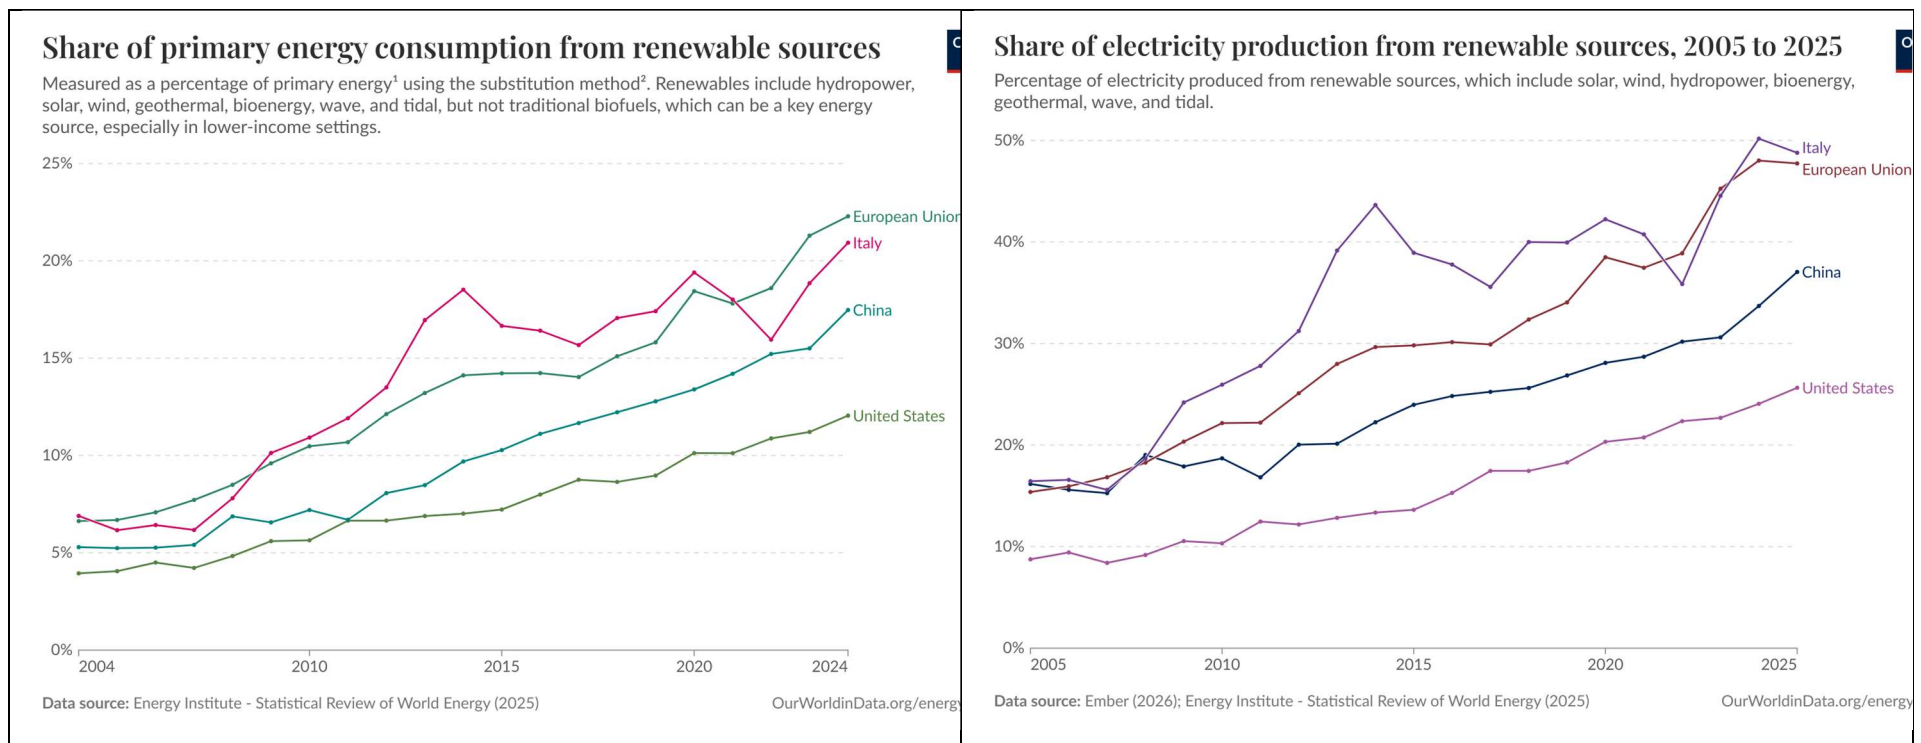 Share of primary energy consumption from renewable sources
Measured as a percentage of primary energy¹ using the substitution method². Renewables include hydropower,
solar, wind, geothermal, bioenergy, wave, and tidal, but not traditional biofuels, which can be a key energy
source, especially in lower-income settings.
25%
20%
15%
10%
5%
0%
European Union
Italy
China
United States
2004
2010
2015
2020
2024
Data source: Energy Institute - Statistical Review of World Energy (2025)
OurWorldinData.org/energy
Share of electricity production from renewable sources, 2005 to 2025
Percentage of electricity produced from renewable sources, which include solar, wind, hydropower, bioenergy,
geothermal, wave, and tidal.
50%
40%
30%
20%
10%
0%
Italy
European Union
China
United States
2005
2010
2015
2020
2025
Data source: Ember (2026); Energy Institute - Statistical Review of World Energy (2025)
OurWorldinData.org/energy